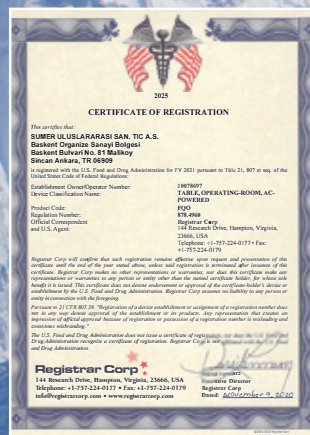 2025
CERTIFICATE OF REGISTRATION
This certifies that:
SUMER ULUSLARARASI SAN. TIC A.S.
Baskent Organize Sanayi Bolgesi
Baskent Bulvari No. 81 Malikoy
Sincan Ankara, TR 06909
is registered with the U.S. Food and Drug Administration for FY 2021 pursuant to Title 21, 807 et seq. of the
United States Code of Federal Regulations:
Establishment Owner/Operator Number: 10078697
Device Classification Name: TABLE, OPERATING-ROOM, AC-
POWERED
Product Code: FQO
Regulation Number: 878.4960
Official Correspondent Registrar Corp
and U.S. Agent: 144 Research Drive, Hampton, Virginia,
23666, USA
Telephone: +1-757-224-0177 • Fax:
+1-757-224-0179
Registrar Corp will confirm that such registration remains effective upon request and presentation of this
certificate until the end of the year stated above, unless said registration is terminated after issuance of this
certificate. Registrar Corp makes no other representations or warranties, nor does this certificate make any
representations or warranties to any person or entity other than the named certificate holder, for whose sole
benefit it is issued. This certificate does not denote endorsement or approval of the certificate-holder's device or
establishment by the U.S. Food and Drug Administration. Registrar Corp assumes no liability to any person or
entity in connection with the foregoing.
Pursuant to 21 CFR 807.39, "Registration of a device establishment or assignment of a registration number does
not in any way denote approval of the establishment or its products. Any representation that creates an
impression of official approval because of registration or possession of a registration number is misleading and
constitutes misbranding."
The U.S. Food and Drug Administration does not issue a certificate of registration, nor does the U.S. Food and
Drug Administration recognize a certificate of registration. Registrar Corp is not affiliated with the U.S. Food
and Drug Administration.
Registrar Corp
144 Research Drive, Hampton, Virginia, 23666, USA
Telephone: +1-757-224-0177 • Fax: +1-757-224-0179
info@registrarcorp.com • www.registrarcorp.com
Executive Director
Registrar Corp
Dated: November 9, 2020